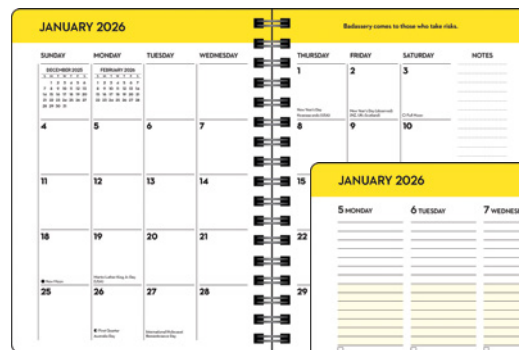 JANUARY 2026
Badassery comes to those who take risks.
SUNDAY MONDAY TUESDAY WEDNESDAY THURSDAY FRIDAY SATURDAY NOTES
DECEMBER 2025 FEBRUARY 2026 1 2 3
New Year's Day
Full Moon
4 5 6 7 8 9 10
11 12 13 14 15
18 19 20 21 22
New Moon
Martin Luther King Jr. Day
(USA)
25 26 27 28 29
First Quarter
Australia Day
International Holocaust
Remembrance Day
JANUARY 2026
5 MONDAY 6 TUESDAY 7 WEDNES